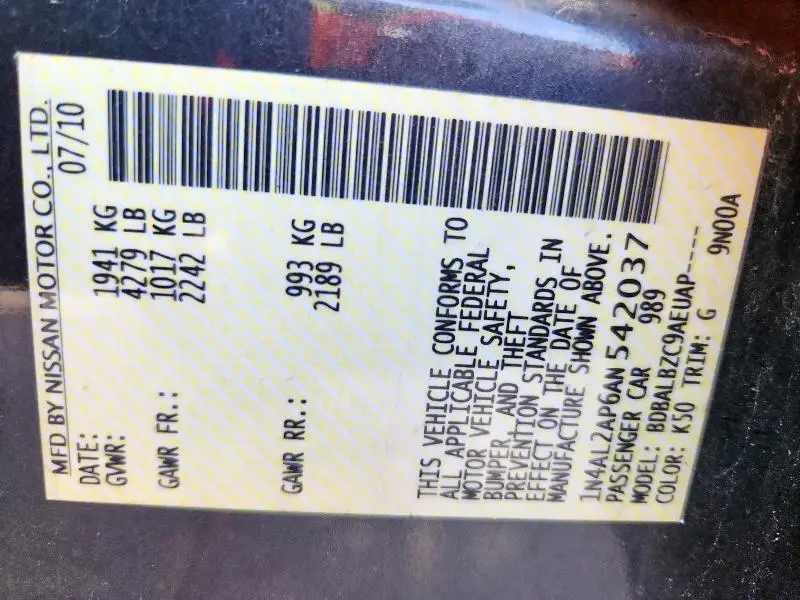 MFD BY NISSAN MOTOR CO., LTD.
DATE: 07/10
GVWR: 1941 KG
4279 LB
GAWR FR.: 1017 KG
2242 LB
GAWR RR.: 993 KG
2189 LB
THIS VEHICLE CONFORMS TO
ALL APPLICABLE FEDERAL
MOTOR VEHICLE SAFETY,
BUMPER, AND THEFT
PREVENTION STANDARDS IN
EFFECT ON THE DATE OF
MANUFACTURE SHOWN ABOVE.
1N4AL2AP6AN542037
PASSENGER CAR 989
MODEL: BDBALBZC9AEUAP----
COLOR: K50 TRIM: G 9N00A